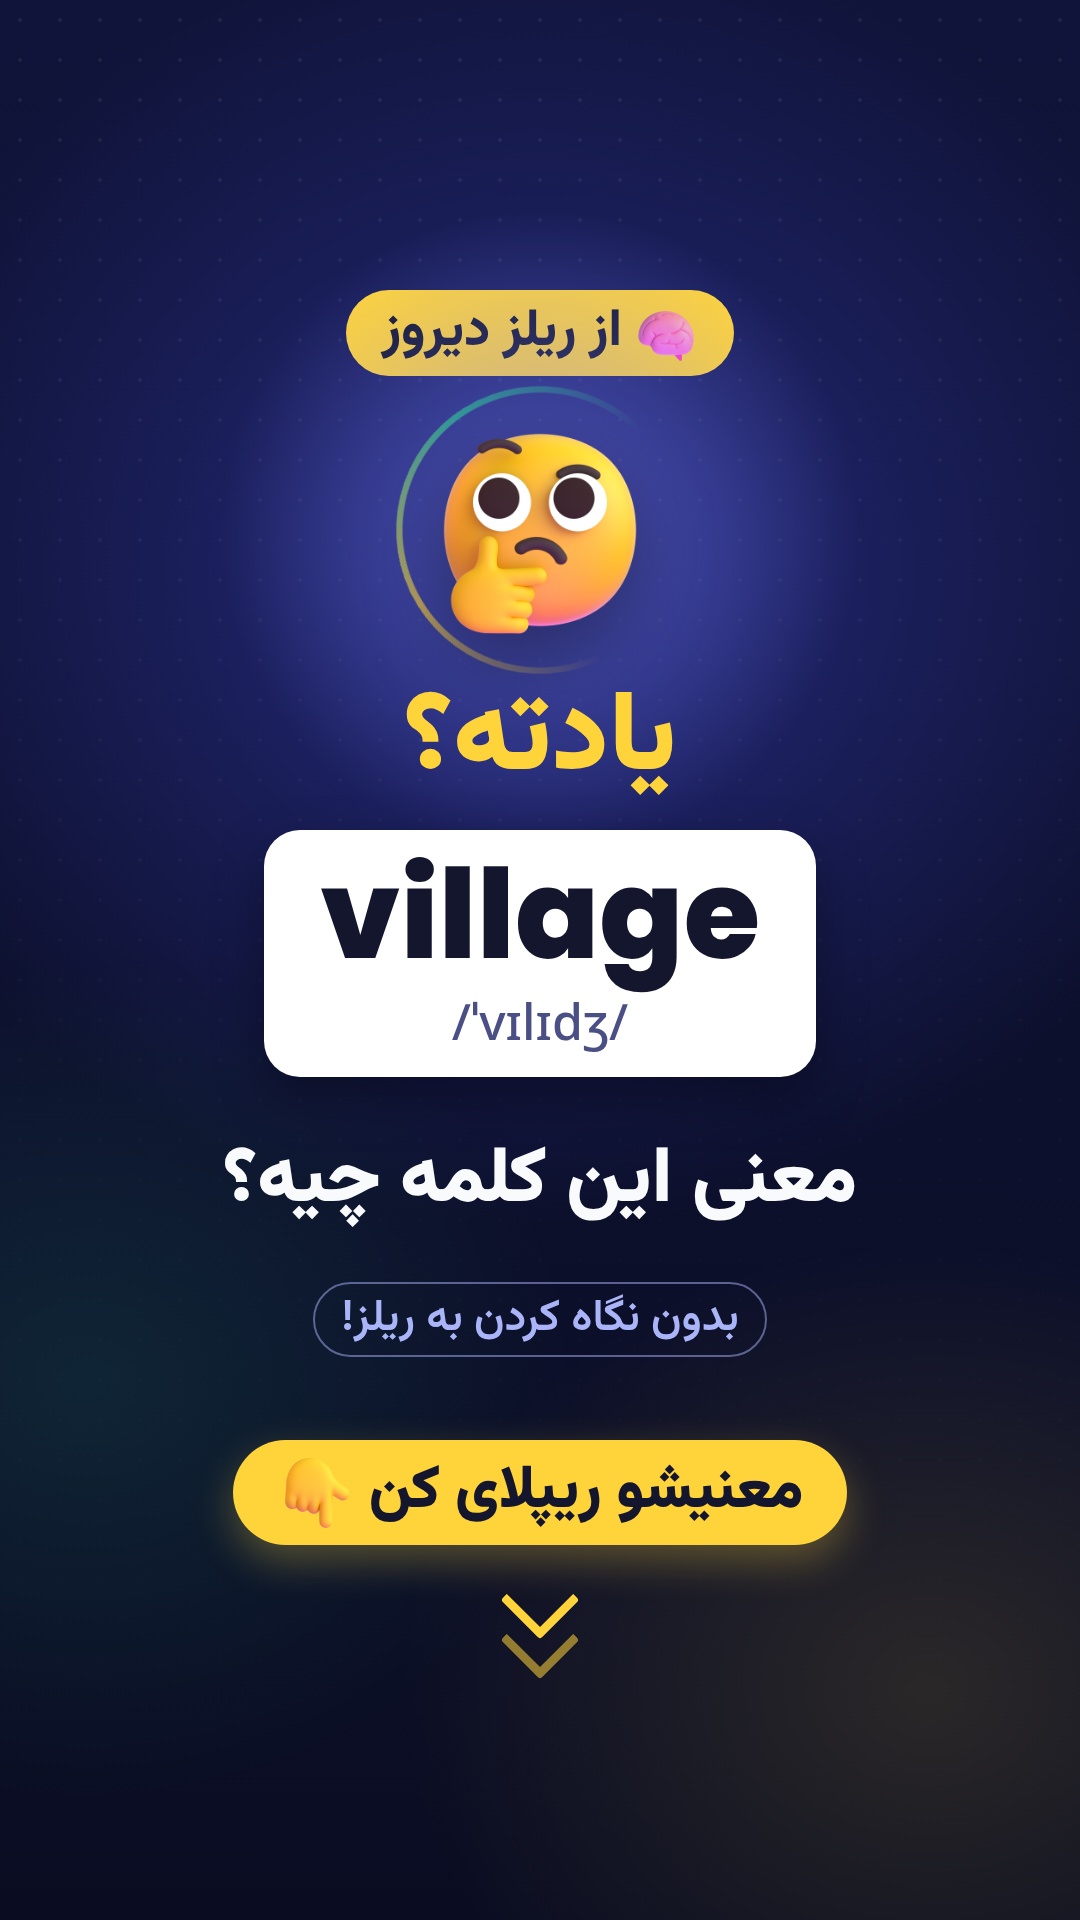 🧠 از ریلز دیروز
یادته؟
village
/ˈvɪlɪdʒ/
معنی این کلمه چیه؟
بدون نگاه کردن به ریلز!
معنیشو ریپلای کن 👇